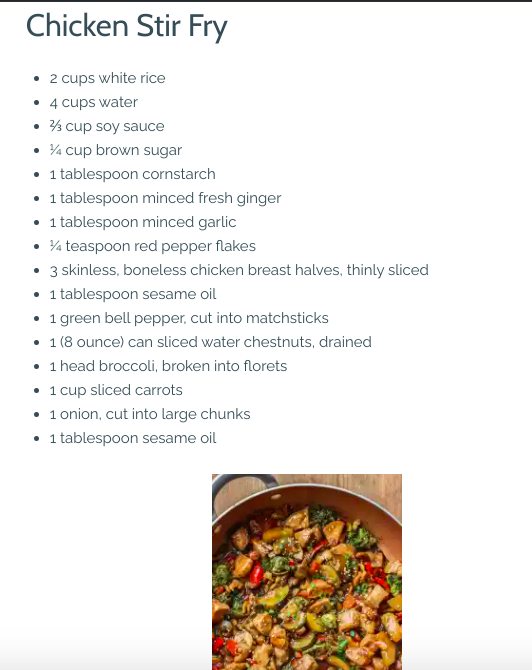 Chicken Stir Fry
• 2 cups white rice
• 4 cups water
• ⅔ cup soy sauce
• ¼ cup brown sugar
• 1 tablespoon cornstarch
• 1 tablespoon minced fresh ginger
• 1 tablespoon minced garlic
• ¼ teaspoon red pepper flakes
• 3 skinless, boneless chicken breast halves, thinly sliced
• 1 tablespoon sesame oil
• 1 green bell pepper, cut into matchsticks
• 1 (8 ounce) can sliced water chestnuts, drained
• 1 head broccoli, broken into florets
• 1 cup sliced carrots
• 1 onion, cut into large chunks
• 1 tablespoon sesame oil